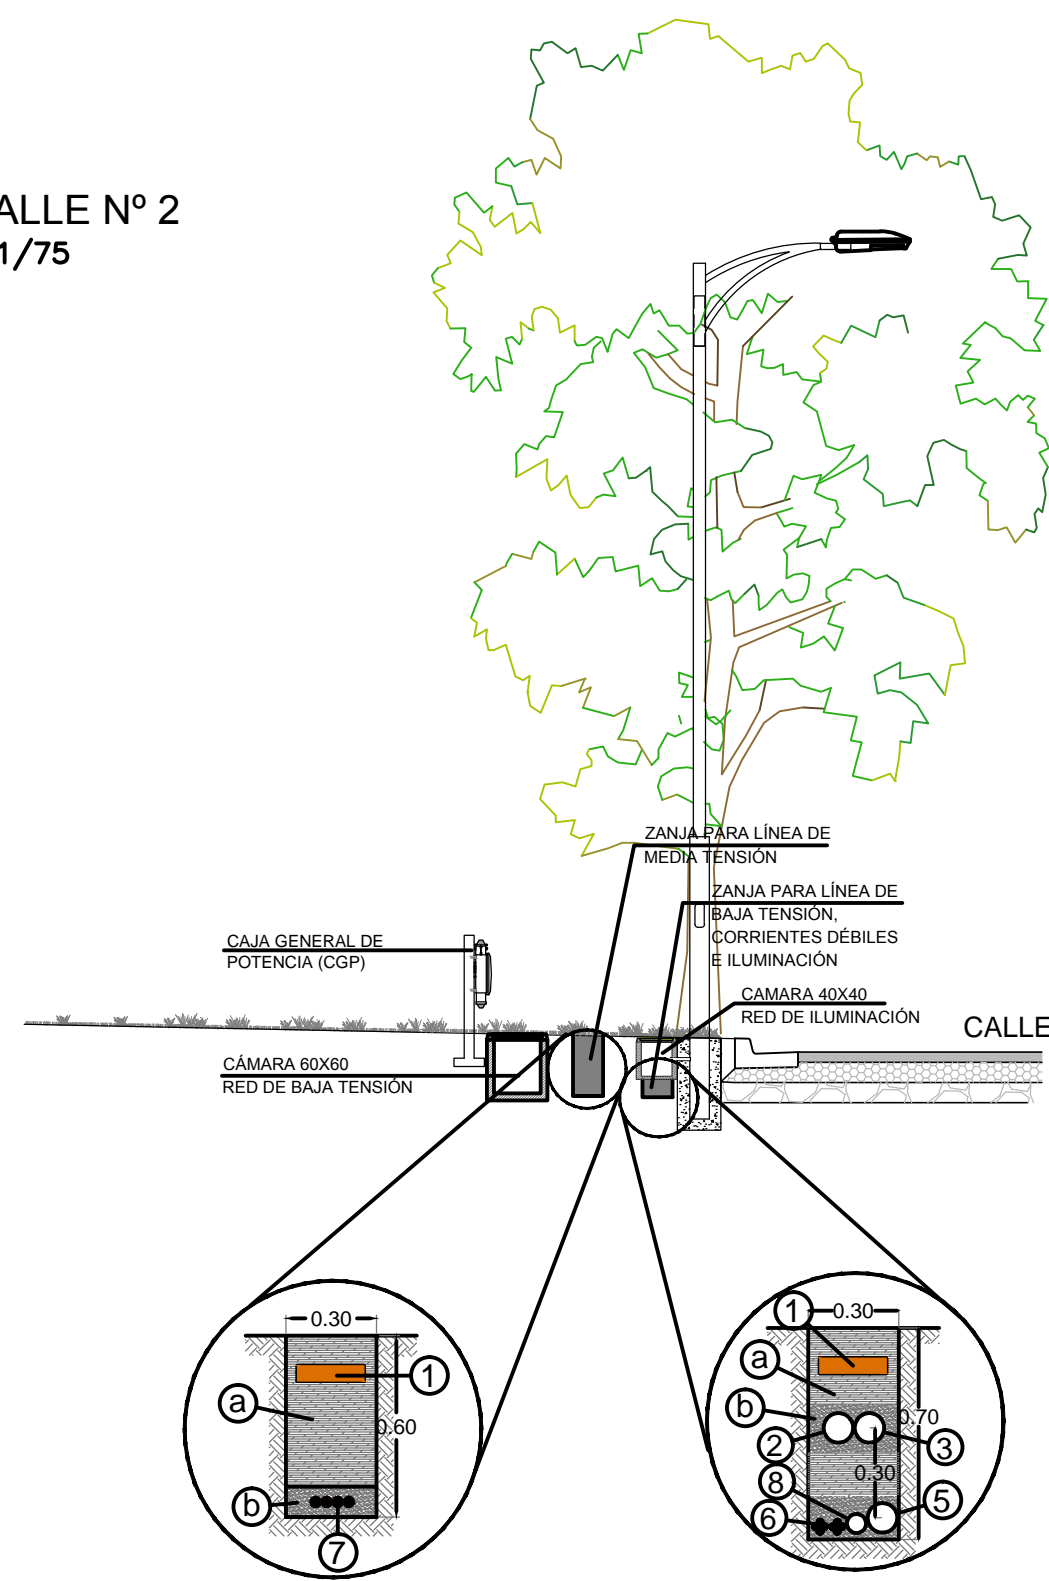 ALLE Nº 2
1/75
ZANJA PARA LÍNEA DE
MEDIA TENSIÓN
ZANJA PARA LÍNEA DE
BAJA TENSIÓN,
CORRIENTES DÉBILES
E ILUMINACIÓN
CAJA GENERAL DE
POTENCIA (CGP)
CAMARA 40X40
RED DE ILUMINACIÓN
CALLE
CÁMARA 60X60
RED DE BAJA TENSIÓN
0.30
1
a
0.60
b
7
1
0.30
a
b
0.70
2
3
0.30
8
5
6